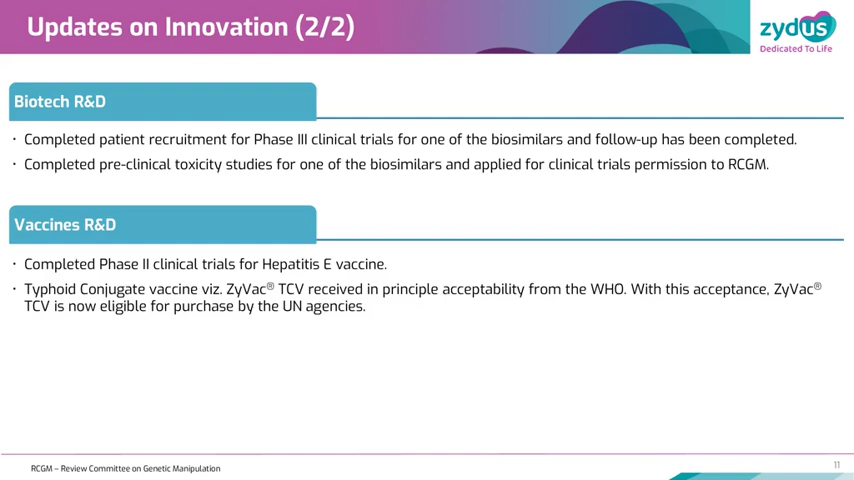 Updates on Innovation (2/2)
zydus
Dedicated To Life
Biotech R&D
• Completed patient recruitment for Phase III clinical trials for one of the biosimilars and follow-up has been completed.
• Completed pre-clinical toxicity studies for one of the biosimilars and applied for clinical trials permission to RCGM.
Vaccines R&D
• Completed Phase II clinical trials for Hepatitis E vaccine.
• Typhoid Conjugate vaccine viz. ZyVac® TCV received in principle acceptability from the WHO. With this acceptance, ZyVac®
TCV is now eligible for purchase by the UN agencies.
RCGM – Review Committee on Genetic Manipulation
11